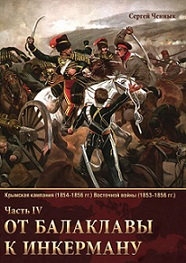 Сергей Ченнык
Крымская кампания (1854-1856 гг.) Восточной войны (1853-1856 гг.)
Часть IV
ОТ БАЛАКЛАВЫ
К ИНКЕРМАНУ